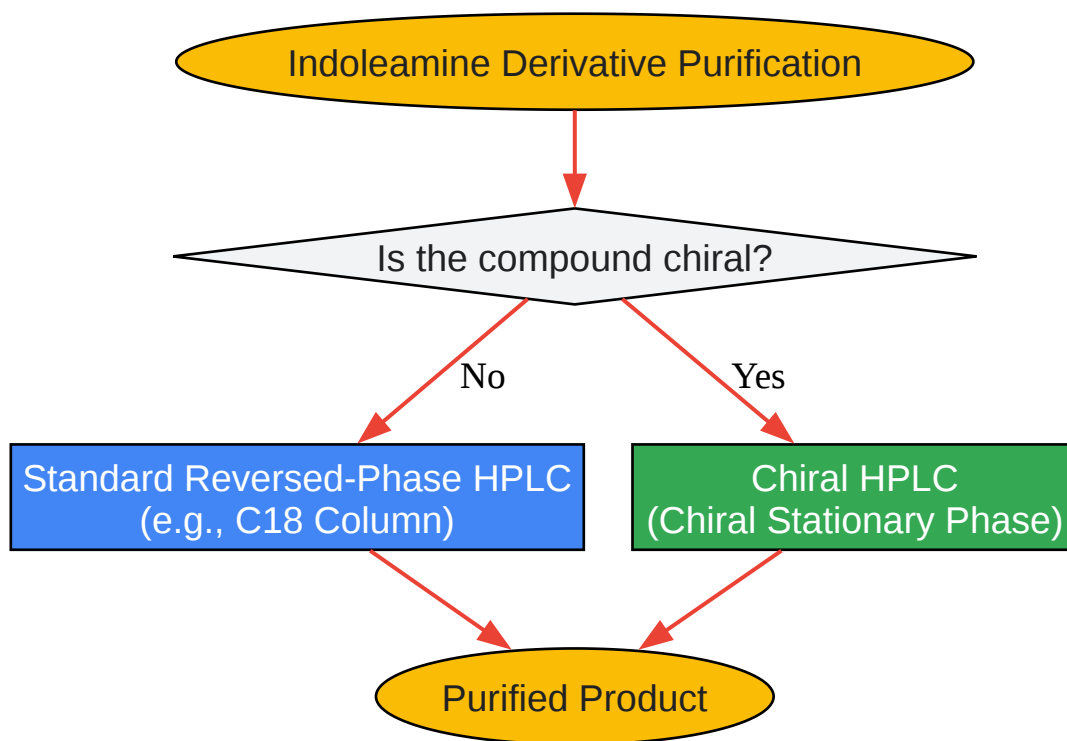 Indoleamine Derivative Purification
Is the compound chiral?
No
Yes
Standard Reversed-Phase HPLC
(e.g., C18 Column)
Chiral HPLC
(Chiral Stationary Phase)
Purified Product